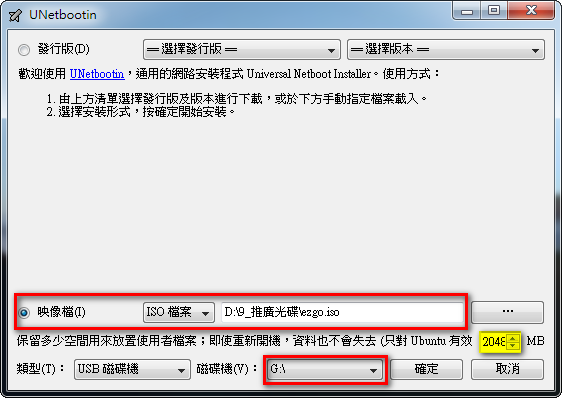 UNetbootin
發行版(D) == 選擇發行版 == == 選擇版本 ==
歡迎使用 UNetbootin，通用的網路安裝程式 Universal Netboot Installer。使用方式：
1. 由上方清單選擇發行版及版本進行下載，或於下方手動指定檔案載入。
2. 選擇安裝形式，按確定開始安裝。
映像檔(I) ISO 檔案 D:\9_推廣光碟\ezgo.iso ...
保留多少空間用來放置使用者檔案；即使重新開機，資料也不會失去 (只對 Ubuntu 有效 2048 MB
類型(T)： USB 磁碟機 磁碟機(V)： G:\ 確定 取消